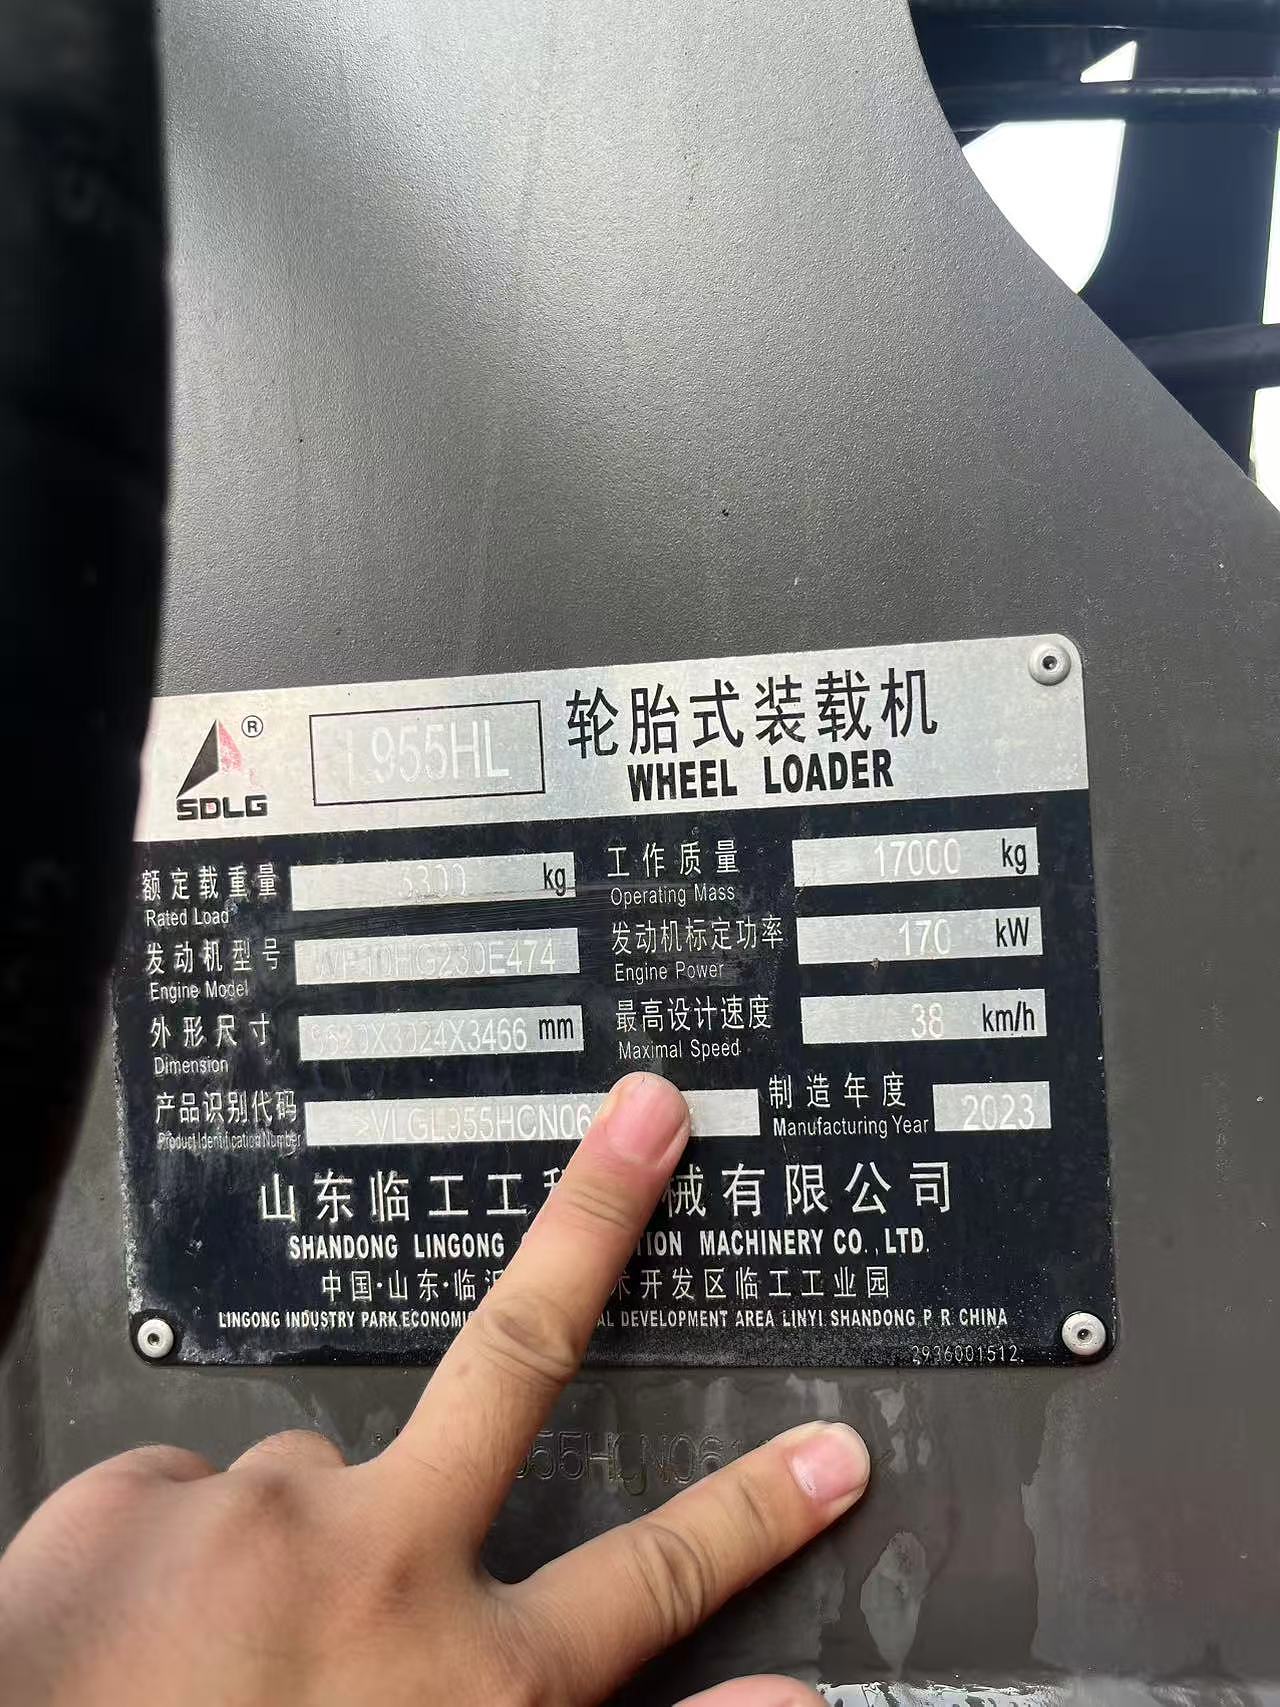 ®
SDLG
L955HL
轮胎式装载机
WHEEL LOADER
额定载重量 kg
Rated Load
工作质量 17000 kg
Operating Mass
发动机型号 WP10HG230E474
Engine Model
发动机标定功率 170 kW
Engine Power
外形尺寸 X3024X3466 mm
Dimension
最高设计速度 38 km/h
Maximal Speed
产品识别代码 >VLGL955HCN06
Product Identification Number
制造年度 2023
Manufacturing Year
山东临工工 械有限公司
SHANDONG LINGONG TION MACHINERY CO.,LTD.
中国·山东·临 开发区临工工业园
LINGONG INDUSTRY PARK.ECONOMI AL DEVELOPMENT AREA LINYI SHANDONG P R CHINA
2936001512
955HCN06